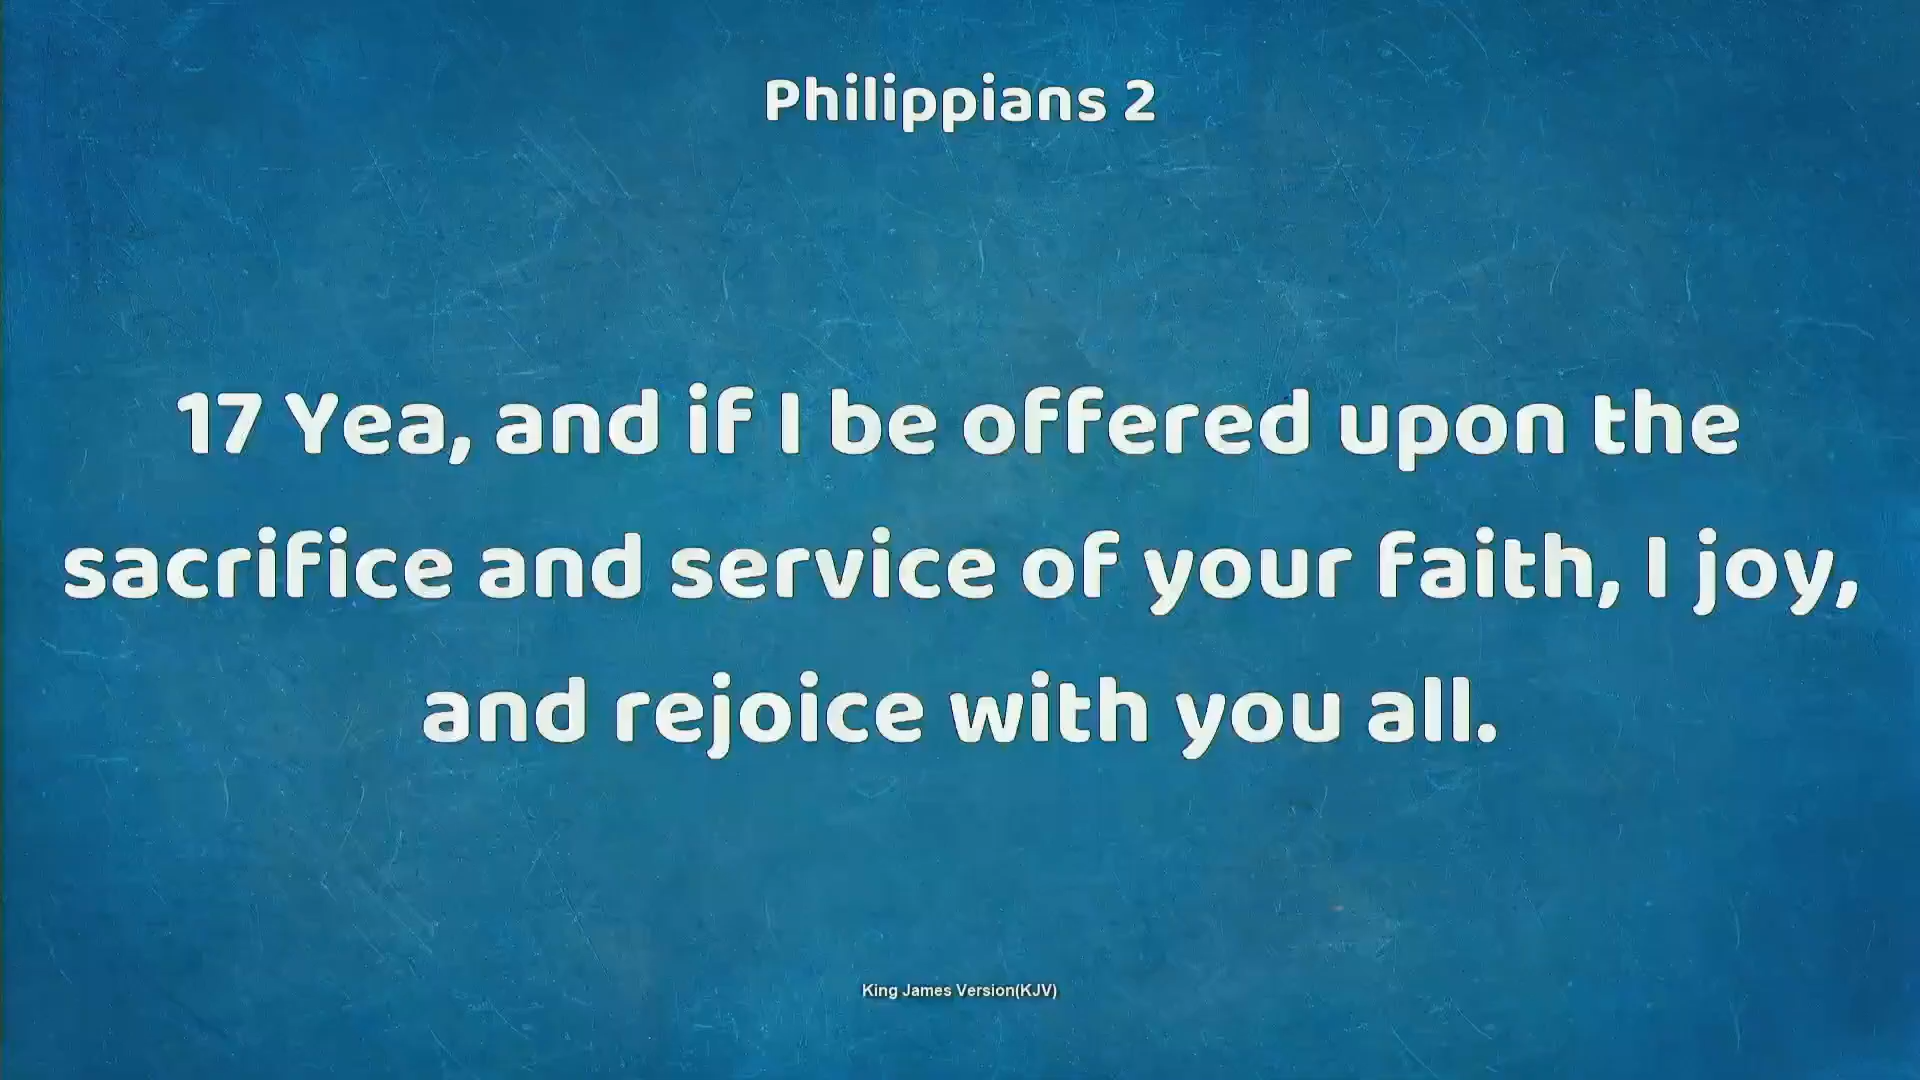 Philippians 2
17 Yea, and if I be offered upon the
sacrifice and service of your faith, I joy,
and rejoice with you all.
King James Version(KJV)